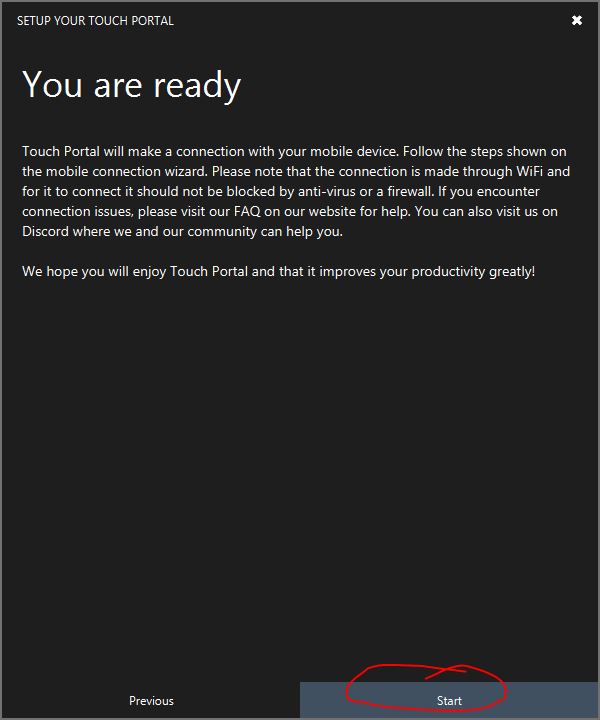 SETUP YOUR TOUCH PORTAL
You are ready
Touch Portal will make a connection with your mobile device. Follow the steps shown on
the mobile connection wizard. Please note that the connection is made through WiFi and
for it to connect it should not be blocked by anti-virus or a firewall. If you encounter
connection issues, please visit our FAQ on our website for help. You can also visit us on
Discord where we and our community can help you.
We hope you will enjoy Touch Portal and that it improves your productivity greatly!
Previous
Start